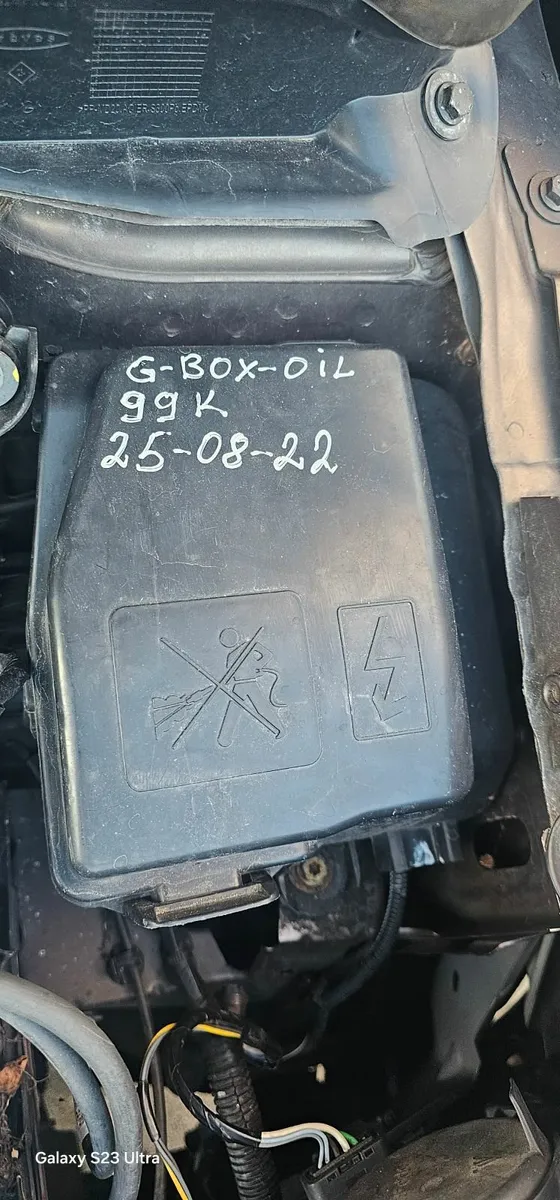 G-BOX-OiL
99K
25-08-22
Galaxy S23 Ultra